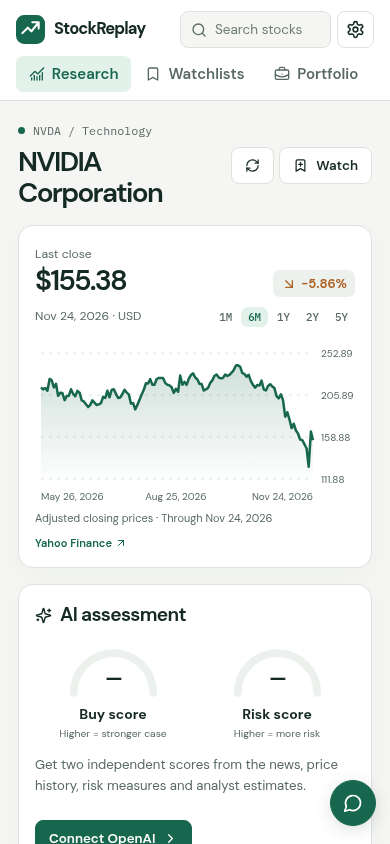 StockReplay
Search stocks
Research
Watchlists
Portfolio
NVDA / Technology
NVIDIA
Corporation
Watch
Last close
$155.38
−5.86%
Nov 24, 2026 · USD
1M 6M 1Y 2Y 5Y
252.89
205.89
158.88
111.88
May 26, 2026 Aug 25, 2026 Nov 24, 2026
Adjusted closing prices · Through Nov 24, 2026
Yahoo Finance
AI assessment
— —
Buy score Risk score
Higher = stronger case Higher = more risk
Get two independent scores from the news, price
history, risk measures and analyst estimates.
Connect OpenAI